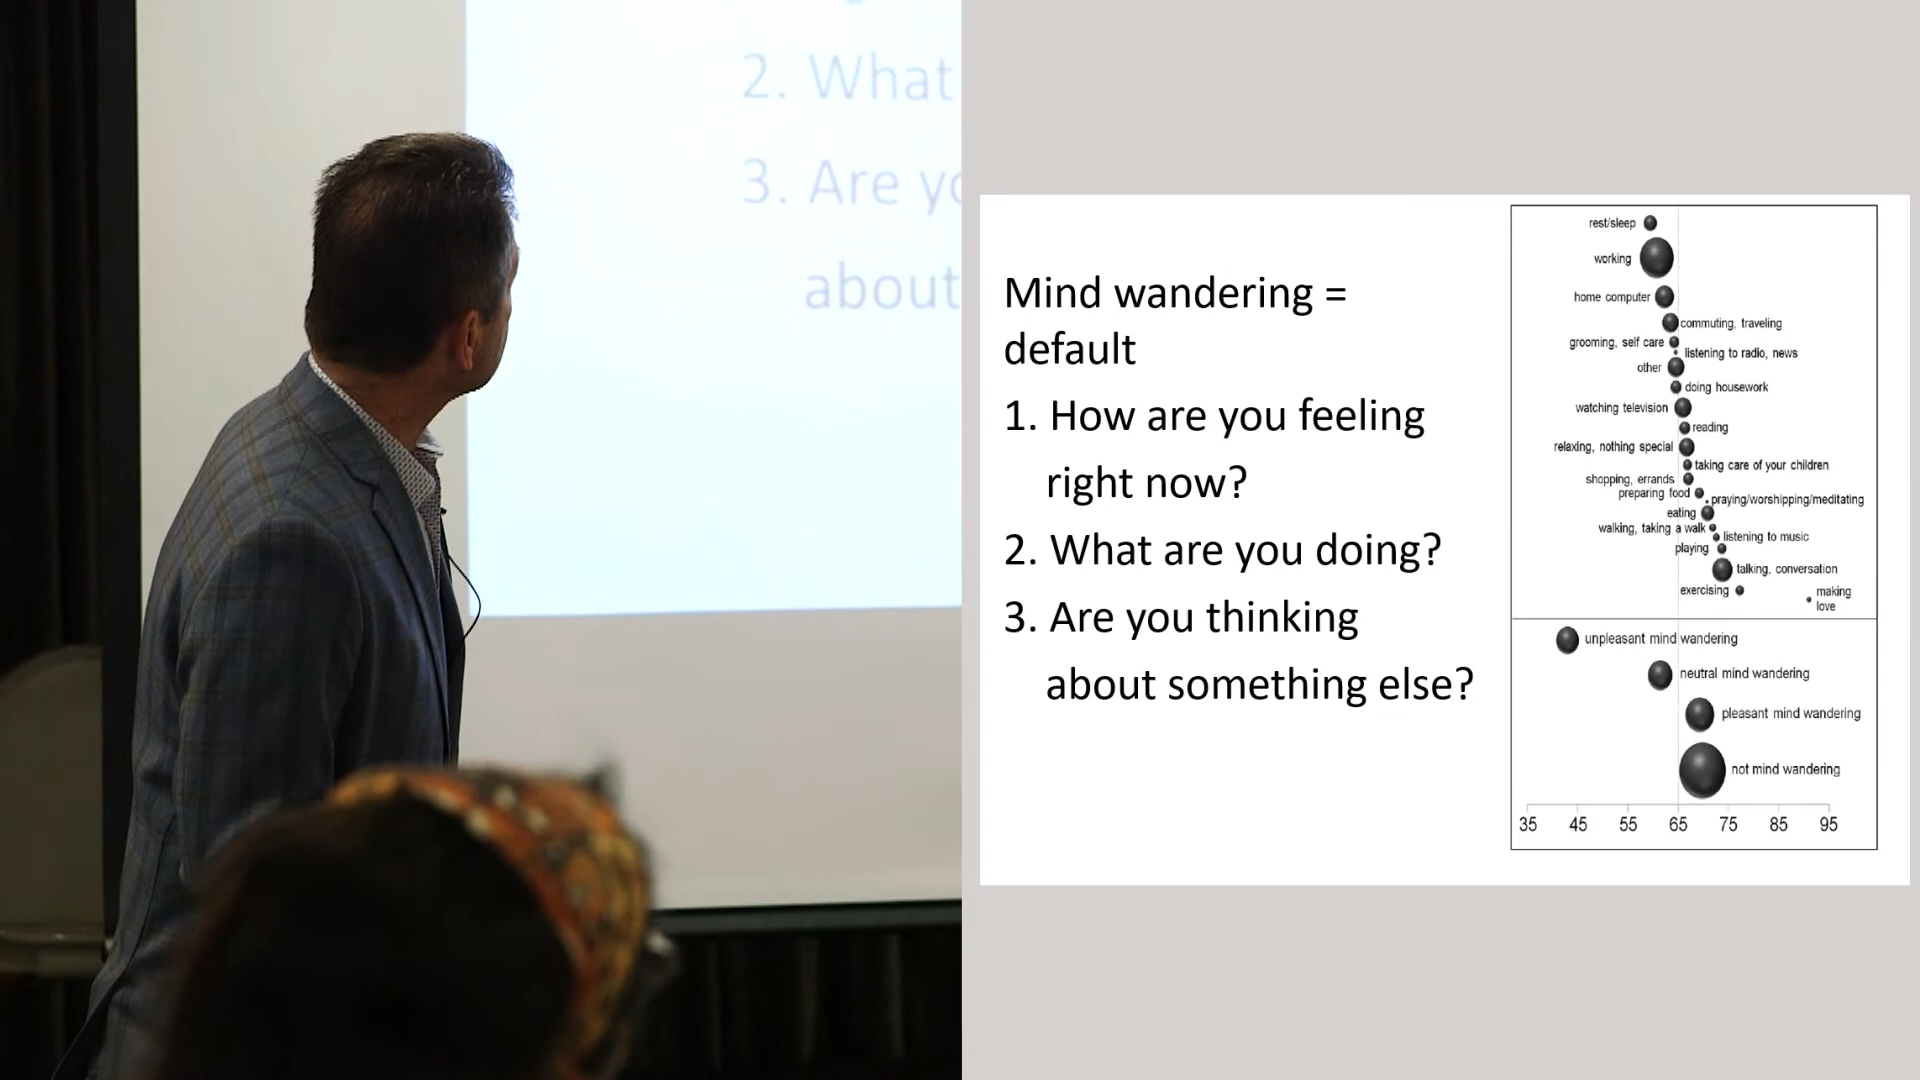 2. What
3. Are yo
about
Mind wandering =
default
1. How are you feeling
right now?
2. What are you doing?
3. Are you thinking
about something else?
rest/sleep
working
home computer
commuting, traveling
grooming, self care
listening to radio, news
other
doing housework
watching television
reading
relaxing, nothing special
taking care of your children
shopping, errands
preparing food
praying/worshipping/meditating
eating
walking, taking a walk
listening to music
playing
talking, conversation
exercising
making
love
unpleasant mind wandering
neutral mind wandering
pleasant mind wandering
not mind wandering
35 45 55 65 75 85 95